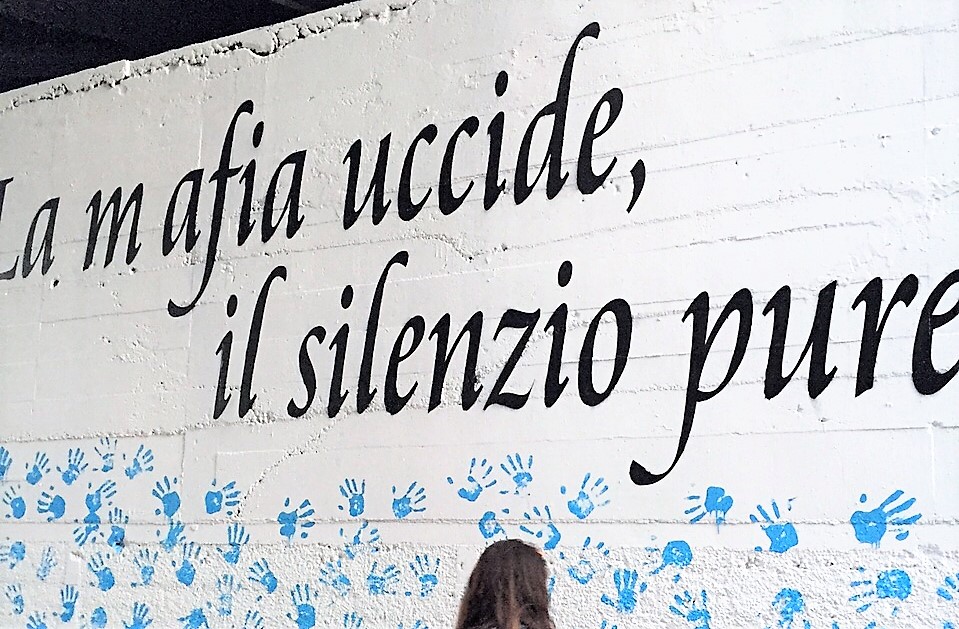 La mafia uccide,
il silenzio pure